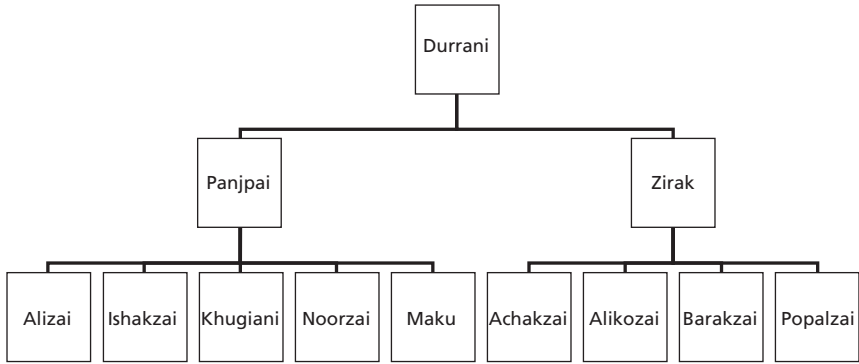 Durrani
Panjpai
Zirak
Alizai
Ishakzai
Khugiani
Noorzai
Maku
Achakzai
Alikozai
Barakzai
Popalzai